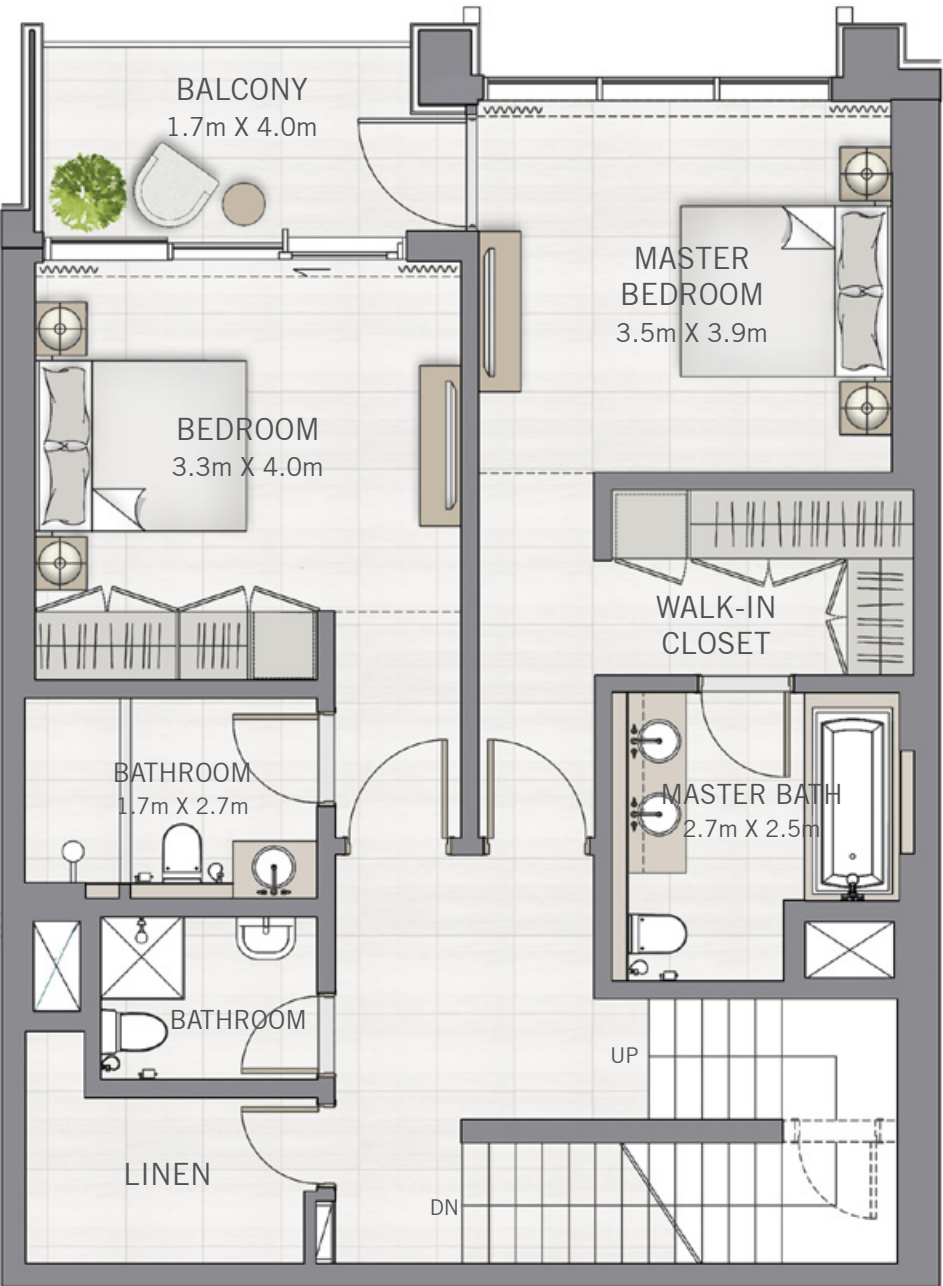 BALCONY
1.7m X 4.0m
MASTER
BEDROOM
3.5m X 3.9m
BEDROOM
3.3m X 4.0m
WALK-IN
CLOSET
BATHROOM
1.7m X 2.7m
MASTER BATH
2.7m X 2.5m
BATHROOM
UP
LINEN
DN